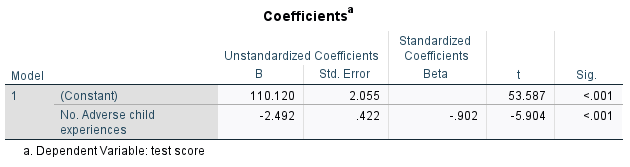 Coefficientsa
Unstandardized Coefficients
Standardized
Coefficients
Model B Std. Error Beta t Sig.
1 (Constant) 110.120 2.055 53.587 <.001
No. Adverse child
experiences -2.492 .422 -.902 -5.904 <.001
a. Dependent Variable: test score